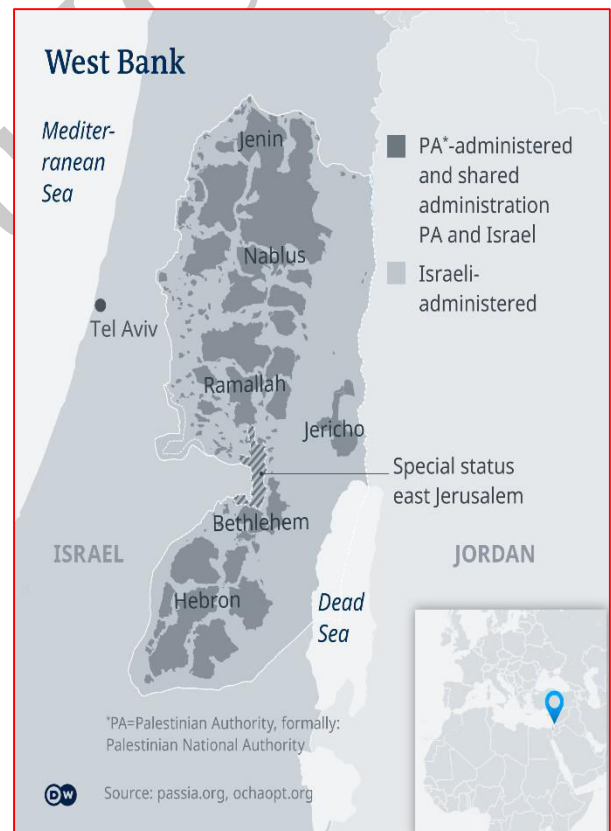 West Bank
Mediter-
ranean
Sea
Jenin
PA*-administered
and shared
administration
PA and Israel
Nablus
Israeli-
administered
Tel Aviv
Ramallah
Jericho
Special status
east Jerusalem
Bethlehem
ISRAEL
JORDAN
Hebron
Dead
Sea
*PA=Palestinian Authority, formally:
Palestinian National Authority
DW
Source: passia.org, ochaopt.org